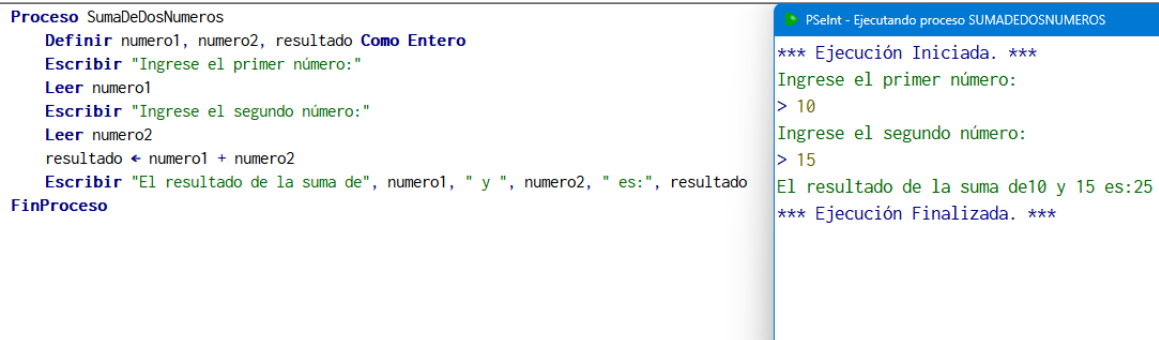 Proceso SumaDeDosNumeros
Definir numero1, numero2, resultado Como Entero
Escribir "Ingrese el primer número:"
Leer numero1
Escribir "Ingrese el segundo número:"
Leer numero2
resultado ← numero1 + numero2
Escribir "El resultado de la suma de", numero1, " y ", numero2, " es:", resultado
FinProceso
PSeInt - Ejecutando proceso SUMADEDOSNUMEROS
*** Ejecución Iniciada. ***
Ingrese el primer número:
> 10
Ingrese el segundo número:
> 15
El resultado de la suma de10 y 15 es:25
*** Ejecución Finalizada. ***